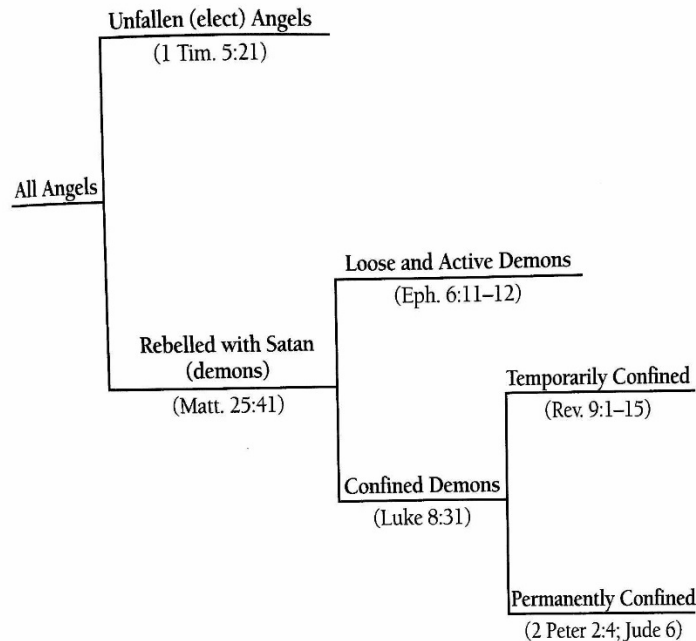 Unfallen (elect) Angels
(1 Tim. 5:21)
All Angels
Loose and Active Demons
(Eph. 6:11–12)
Rebelled with Satan
(demons)
(Matt. 25:41)
Temporarily Confined
(Rev. 9:1–15)
Confined Demons
(Luke 8:31)
Permanently Confined
(2 Peter 2:4; Jude 6)